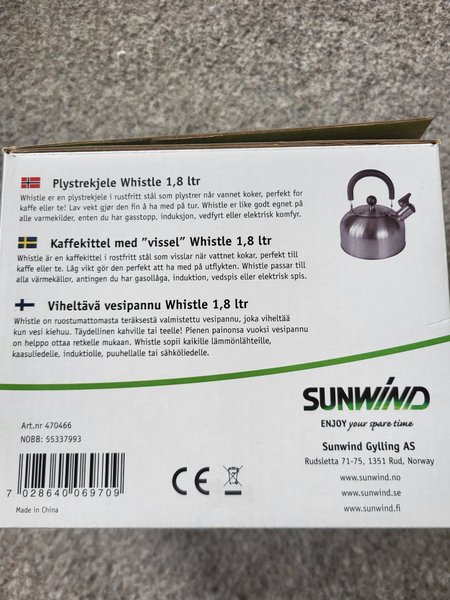 Plystrekjele Whistle 1,8 ltr
Whistle er en plystrekjele i rustfritt stål som plystrer når vannet koker, perfekt for
kaffe eller te! Lav vekt gjør den fin å ha med på tur. Whistle er like godt egnet på
alle varmekilder, enten du har gasstopp, induksjon, vedfyrt eller elektrisk komfyr.
Kaffekittel med ”vissel” Whistle 1,8 ltr
Whistle är en kaffekittel i rostfritt stål som visslar när vattnet kokar, perfekt till
kaffe eller te. Låg vikt gör den perfekt att ha med på utflykten. Whistle passar till
alla värmekällor, antingen du har gasollåga, induktion, vedspis eller elektrisk spis.
Viheltävä vesipannu Whistle 1,8 ltr
Whistle on ruostumattomasta teräksestä valmistettu vesipannu, joka viheltää
kun vesi kiehuu. Täydellinen kahville tai teelle! Pienen painonsa vuoksi vesipannu
on helppo ottaa retkelle mukaan. Whistle sopii kaikille lämmönlähteille,
kaasuliedelle, induktiolle, puuhellalle tai sähköliedelle.
SUNWIND
ENJOY your spare time
Art.nr 470466
NOBB: 55337993
Sunwind Gylling AS
Rudsletta 71-75, 1351 Rud, Norway
www.sunwind.no
www.sunwind.se
www.sunwind.fi
7 028640 069709
CE
Made in China